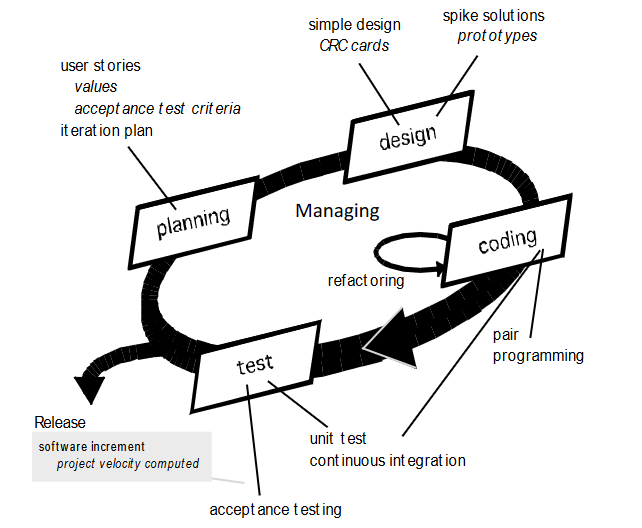 simple design
CRC cards
spike solutions
prototypes
user stories
values
acceptance test criteria
iteration plan
design
planning
Managing
coding
refactoring
pair
programming
test
Release
software increment
project velocity computed
unit test
continuous integration
acceptance testing